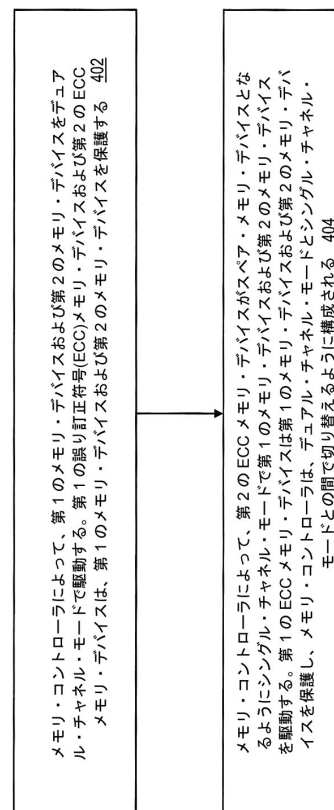 メモリ・コントローラによって、第1のメモリ・デバイスおよび第2のメモリ・デバイスをデュア
ル・チャネル・モードで駆動する。第1の誤り訂正符号(ECC)メモリ・デバイスおよび第2のECC
メモリ・デバイスは、第1のメモリ・デバイスおよび第2のメモリ・デバイスを保護する 402
メモリ・コントローラによって、第2のECCメモリ・デバイスがスペア・メモリ・デバイスとな
るようにシングル・チャネル・モードで第1のメモリ・デバイスおよび第2のメモリ・デバイス
を駆動する。第1のECCメモリ・デバイスは第1のメモリ・デバイスおよび第2のメモリ・デバ
イスを保護し、メモリ・コントローラは、デュアル・チャネル・モードとシングル・チャネル・
モードとの間で切り替えるように構成される 404